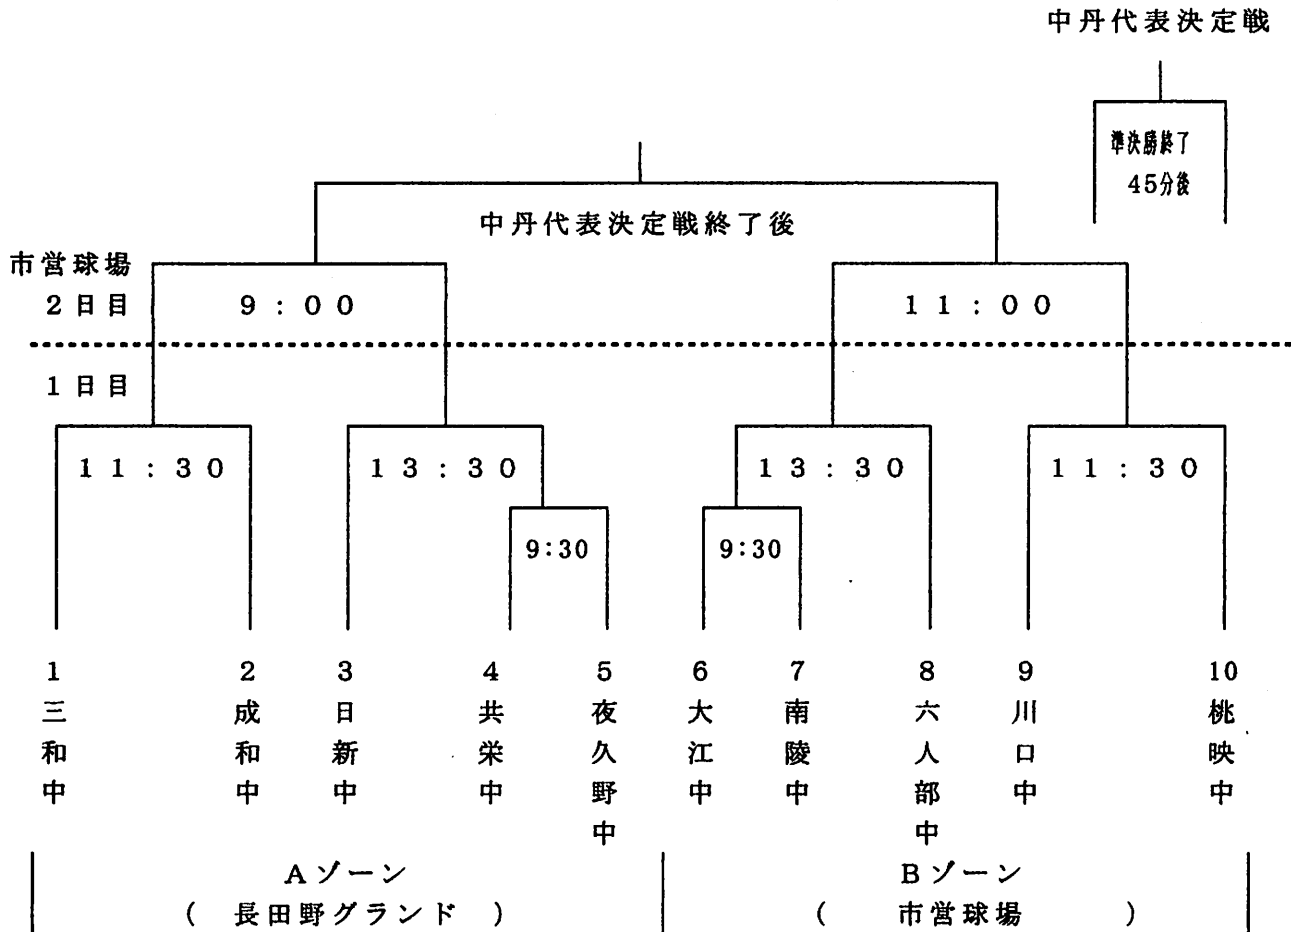 中丹代表決定戦
準決勝終了
45分後
中丹代表決定戦終了後
市営球場
2日目
9:00
11:00
1日目
11:30
13:30
13:30
11:30
9:30
9:30
1
三和中
2
成和中
3
日新中
4
共栄中
5
夜久野中
6
大江中
7
南陵中
8
六人部中
9
川口中
10
桃映中
Aゾーン
(長田野グランド)
Bゾーン
(市営球場)